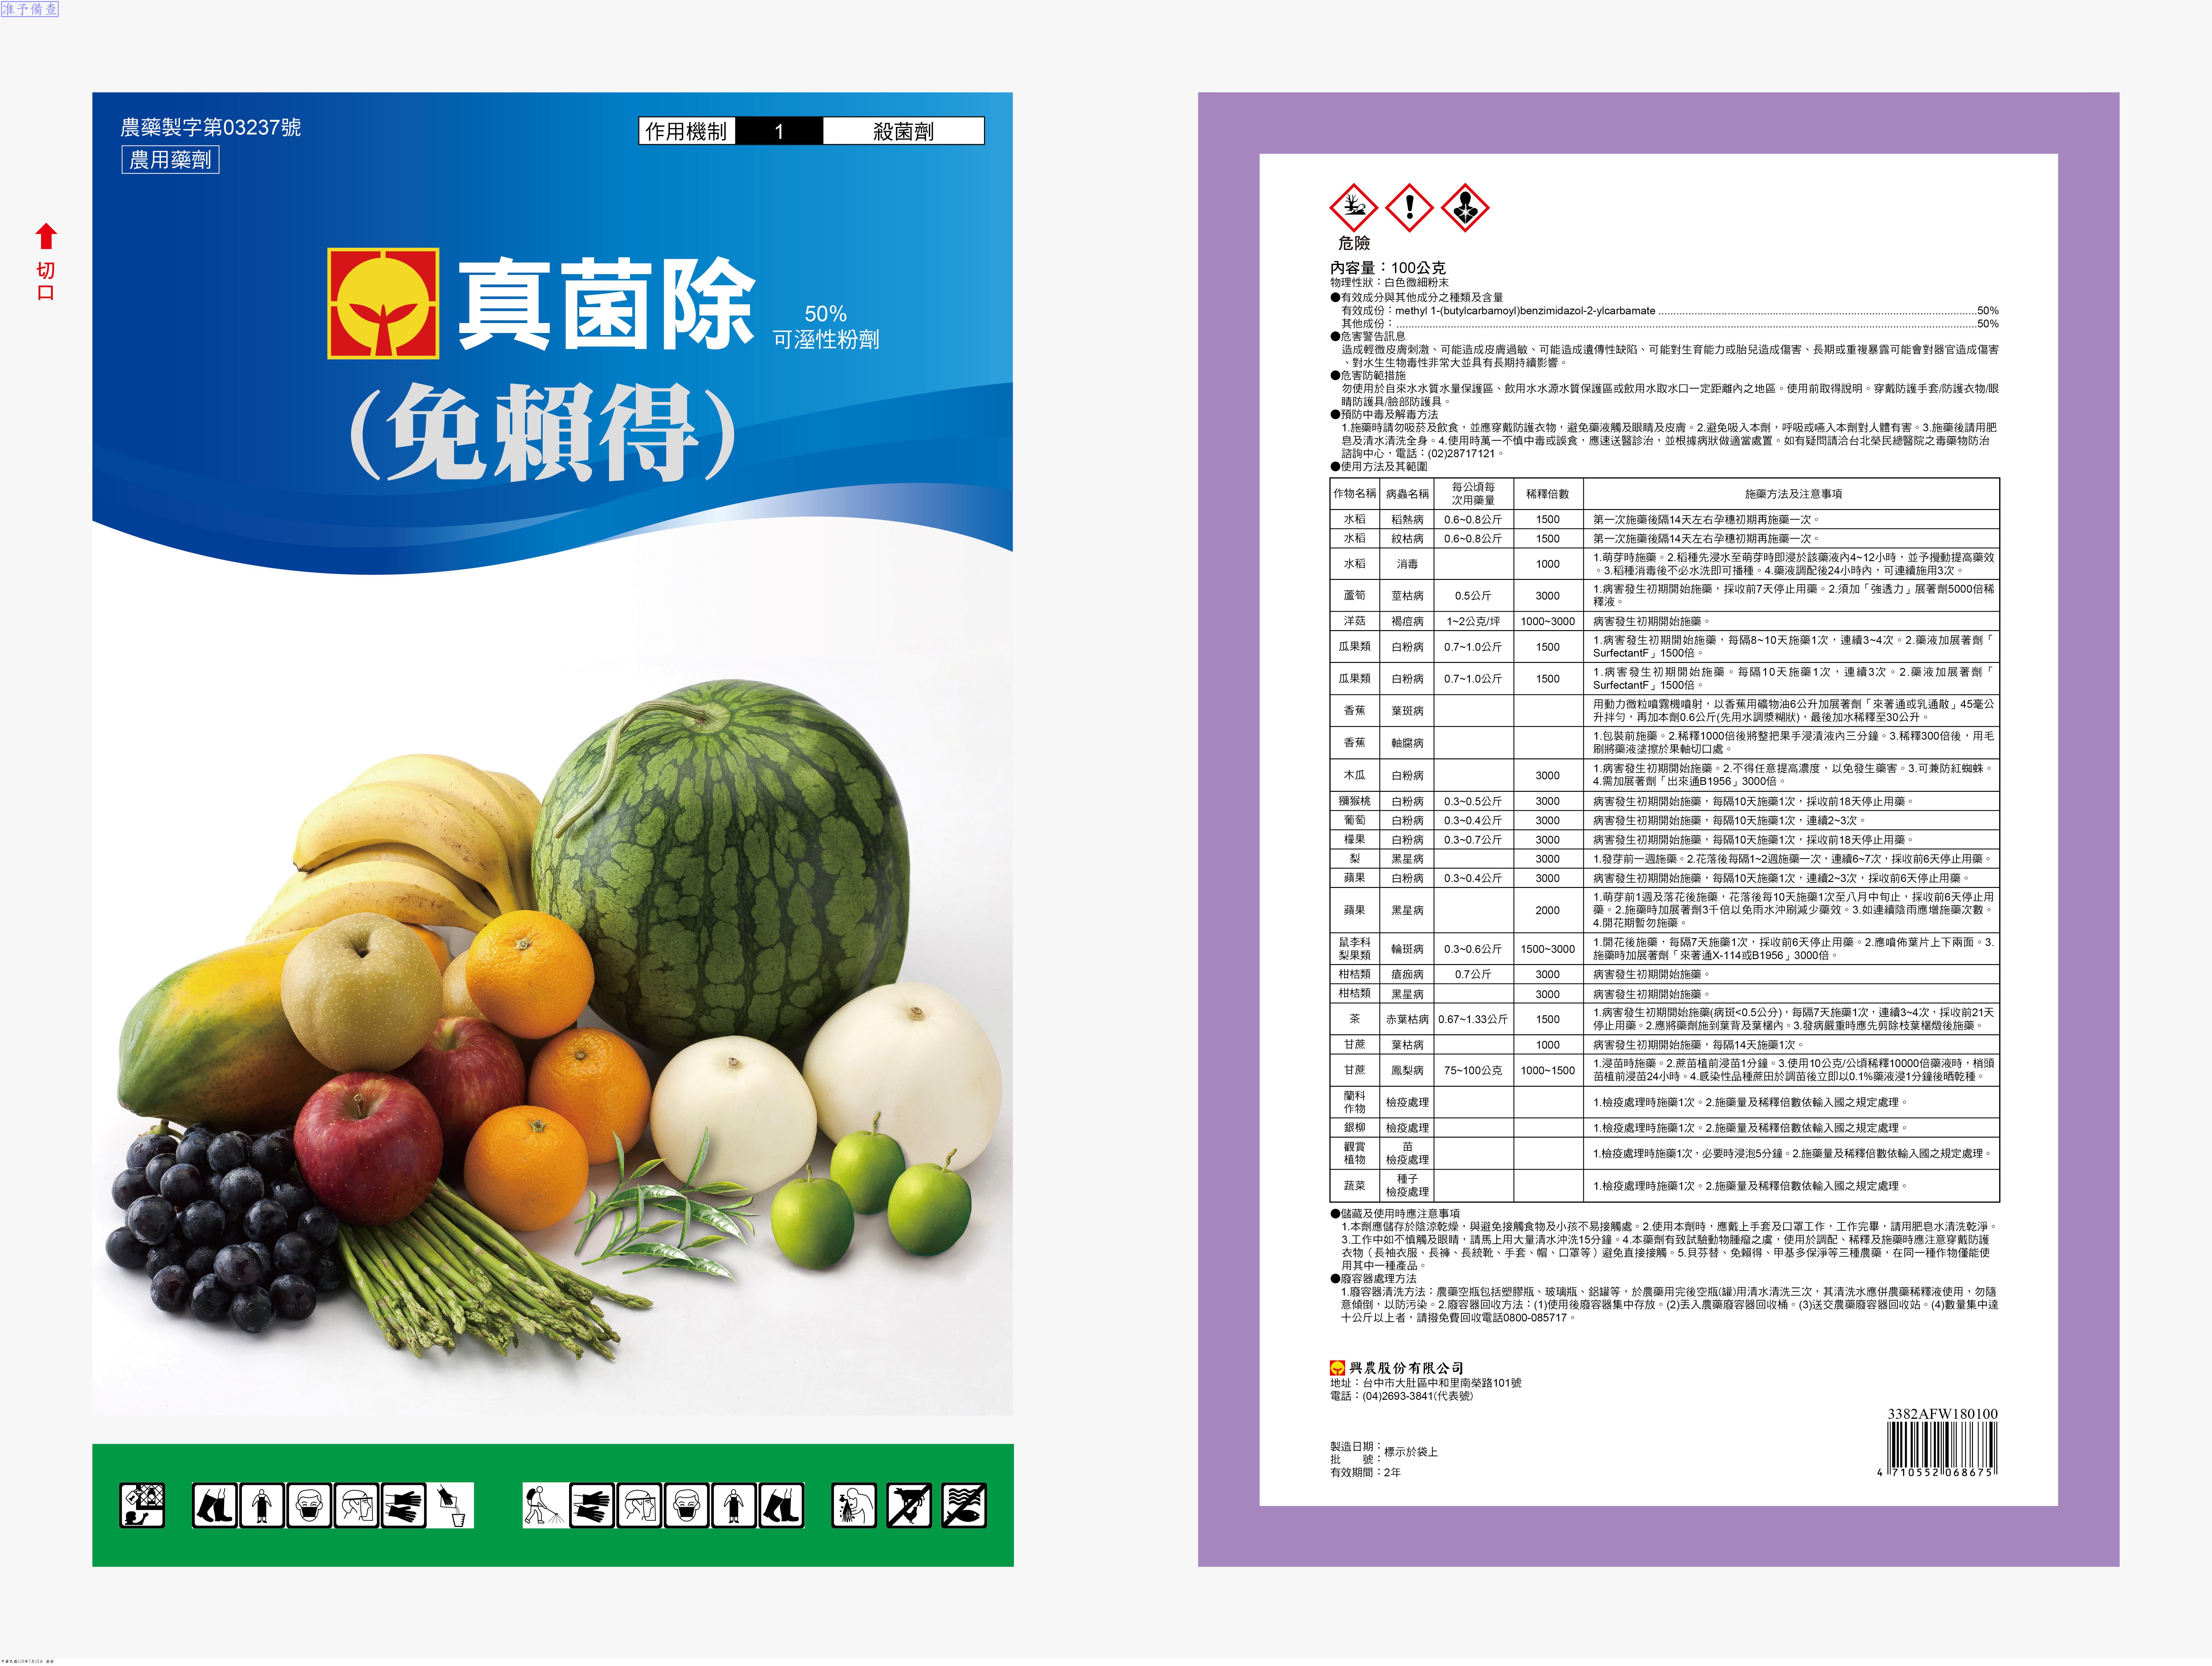 准予備查
農藥製字第03237號
農用藥劑
作用機制 1 殺菌劑
切口
真菌除
50%
可溼性粉劑
(免賴得)
危險
內容量：100公克
物理性狀：白色微細粉末
●有效成分與其他成分之種類及含量
有效成份：methyl 1-(butylcarbamoyl)benzimidazol-2-ylcarbamate 50%
其他成份： 50%
●危害警告訊息
造成輕微皮膚刺激、可能造成皮膚過敏、可能造成遺傳性缺陷、可能對生育能力或胎兒造成傷害、長期或重複暴露可能會對器官造成傷害
、對水生生物毒性非常大並具有長期持續影響。
●危害防範措施
勿使用於自來水水質水量保護區、飲用水水源水質保護區或飲用水取水口一定距離內之地區。使用前取得說明。穿戴防護手套/防護衣物/眼
睛防護具/臉部防護具。
●預防中毒及解毒方法
1.施藥時請勿吸菸及飲食，並應穿戴防護衣物，避免藥液觸及眼睛及皮膚。2.避免吸入本劑，呼吸或嚥入本劑對人體有害。3.施藥後請用肥
皂及清水清洗全身。4.使用時萬一不慎中毒或誤食，應速送醫診治，並根據病狀做適當處置。如有疑問請洽台北榮民總醫院之毒藥物防治
諮詢中心，電話：(02)28717121。
●使用方法及其範圍
作物名稱 病蟲名稱 每公頃每次用藥量 稀釋倍數 施藥方法及注意事項
水稻 稻熱病 0.6~0.8公斤 1500 第一次施藥後隔14天左右孕穗初期再施藥一次。
水稻 紋枯病 0.6~0.8公斤 1500 第一次施藥後隔14天左右孕穗初期再施藥一次。
水稻 消毒 1000 1.萌芽時施藥。2.稻種先浸水至萌芽時即浸於該藥液內4~12小時，並予攪動提高藥效
。3.稻種消毒後不必水洗即可播種。4.藥液調配後24小時內，可連續施用3次。
蘆筍 莖枯病 0.5公斤 3000 1.病害發生初期開始施藥，採收前7天停止用藥。2.須加「強透力」展著劑5000倍稀
釋液。
洋菇 褐痘病 1~2公克/坪 1000~3000 病害發生初期開始施藥。
瓜果類 白粉病 0.7~1.0公斤 1500 1.病害發生初期開始施藥，每隔8~10天施藥1次，連續3~4次。2.藥液加展著劑「
SurfectantF」1500倍。
瓜果類 白粉病 0.7~1.0公斤 1500 1.病害發生初期開始施藥。每隔10天施藥1次，連續3次。2.藥液加展著劑「
SurfectantF」1500倍。
香蕉 葉斑病 用動力微粒噴霧機噴射，以香蕉用礦物油6公升加展著劑「來著通或乳通散」45毫公
升拌勻，再加本劑0.6公斤(先用水調漿糊狀)，最後加水稀釋至30公升。
香蕉 軸腐病 1.包裝前施藥。2.稀釋1000倍後將整把果手浸漬液內三分鐘。3.稀釋300倍後，用毛
刷將藥液塗擦於果軸切口處。
木瓜 白粉病 3000 1.病害發生初期開始施藥。2.不得任意提高濃度，以免發生藥害。3.可兼防紅蜘蛛。
4.需加展著劑「出來通B1956」3000倍。
獼猴桃 白粉病 0.3~0.5公斤 3000 病害發生初期開始施藥，每隔10天施藥1次，採收前18天停止用藥。
葡萄 白粉病 0.3~0.4公斤 3000 病害發生初期開始施藥，每隔10天施藥1次，連續2~3次。
檬果 白粉病 0.3~0.7公斤 3000 病害發生初期開始施藥，每隔10天施藥1次，採收前18天停止用藥。
梨 黑星病 3000 1.發芽前一週施藥。2.花落後每隔1~2週施藥一次，連續6~7次，採收前6天停止用藥。
蘋果 白粉病 0.3~0.4公斤 3000 病害發生初期開始施藥，每隔10天施藥1次，連續2~3次，採收前6天停止用藥。
蘋果 黑星病 2000 1.萌芽前1週及落花後施藥，花落後每10天施藥1次至八月中旬止，採收前6天停止用
藥。2.施藥時加展著劑3千倍以免雨水沖刷減少藥效。3.如連續陰雨應增施藥次數。
4.開花期暫勿施藥。
鼠李科梨果類 輪斑病 0.3~0.6公斤 1500~3000 1.開花後施藥，每隔7天施藥1次，採收前6天停止用藥。2.應噴佈葉片上下兩面。3.
施藥時加展著劑「來著通X-114或B1956」3000倍。
柑桔類 瘡痂病 0.7公斤 3000 病害發生初期開始施藥。
柑桔類 黑星病 3000 病害發生初期開始施藥。
茶 赤葉枯病 0.67~1.33公斤 1500 1.病害發生初期開始施藥(病斑<0.5公分)，每隔7天施藥1次，連續3~4次，採收前21天
停止用藥。2.應將藥劑施到葉背及葉欉內。3.發病嚴重時應先剪除枝葉欉燬後施藥。
甘蔗 葉枯病 1000 病害發生初期開始施藥，每隔14天施藥1次。
甘蔗 鳳梨病 75~100公克 1000~1500 1.浸苗時施藥。2.蔗苗植前浸苗1分鐘。3.使用10公克/公頃稀釋10000倍藥液時，梢頭
苗植前浸苗24小時。4.感染性品種蔗田於調苗後立即以0.1%藥液浸1分鐘後晒乾種。
蘭科作物 檢疫處理 1.檢疫處理時施藥1次。2.施藥量及稀釋倍數依輸入國之規定處理。
銀柳 檢疫處理 1.檢疫處理時施藥1次。2.施藥量及稀釋倍數依輸入國之規定處理。
觀賞植物 苗檢疫處理 1.檢疫處理時施藥1次，必要時浸泡5分鐘。2.施藥量及稀釋倍數依輸入國之規定處理。
蔬菜 種子檢疫處理 1.檢疫處理時施藥1次。2.施藥量及稀釋倍數依輸入國之規定處理。
●儲藏及使用時應注意事項
1.本劑應儲存於陰涼乾燥，與避免接觸食物及小孩不易接觸處。2.使用本劑時，應戴上手套及口罩工作，工作完畢，請用肥皂水清洗乾淨。
3.工作中如不慎觸及眼睛，請馬上用大量清水沖洗15分鐘。4.本藥劑有致試驗動物腫瘤之虞，使用於調配、稀釋及施藥時應注意穿戴防護
衣物（長袖衣服、長褲、長統靴、手套、帽、口罩等）避免直接接觸。5.貝芬替、免賴得、甲基多保淨等三種農藥，在同一種作物僅能使
用其中一種產品。
●廢容器處理方法
1.廢容器清洗方法：農藥空瓶包括塑膠瓶、玻璃瓶、鋁罐等，於農藥用完後空瓶(罐)用清水清洗三次，其清洗水應併農藥稀釋液使用，勿隨
意傾倒，以防污染。2.廢容器回收方法：(1)使用後廢容器集中存放。(2)丟入農藥廢容器回收桶。(3)送交農藥廢容器回收站。(4)數量集中達
十公斤以上者，請撥免費回收電話0800-085717。
興農股份有限公司
地址：台中市大肚區中和里南榮路101號
電話：(04)2693-3841(代表號)
3382AFW180100
4 710552 068675
製造日期：
批 號：標示於袋上
有效期間：2年